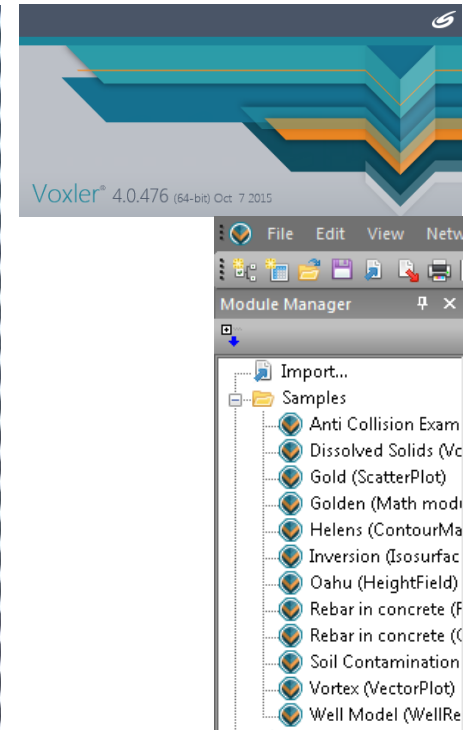 Voxler® 4.0.476 (64-bit) Oct 7 2015
File Edit View Netw
Module Manager
Import...
Samples
Anti Collision Exam
Dissolved Solids (Vo
Gold (ScatterPlot)
Golden (Math modu
Helens (ContourMa
Inversion (Isosurfac
Oahu (HeightField)
Rebar in concrete (F
Rebar in concrete (O
Soil Contamination
Vortex (VectorPlot)
Well Model (WellRe